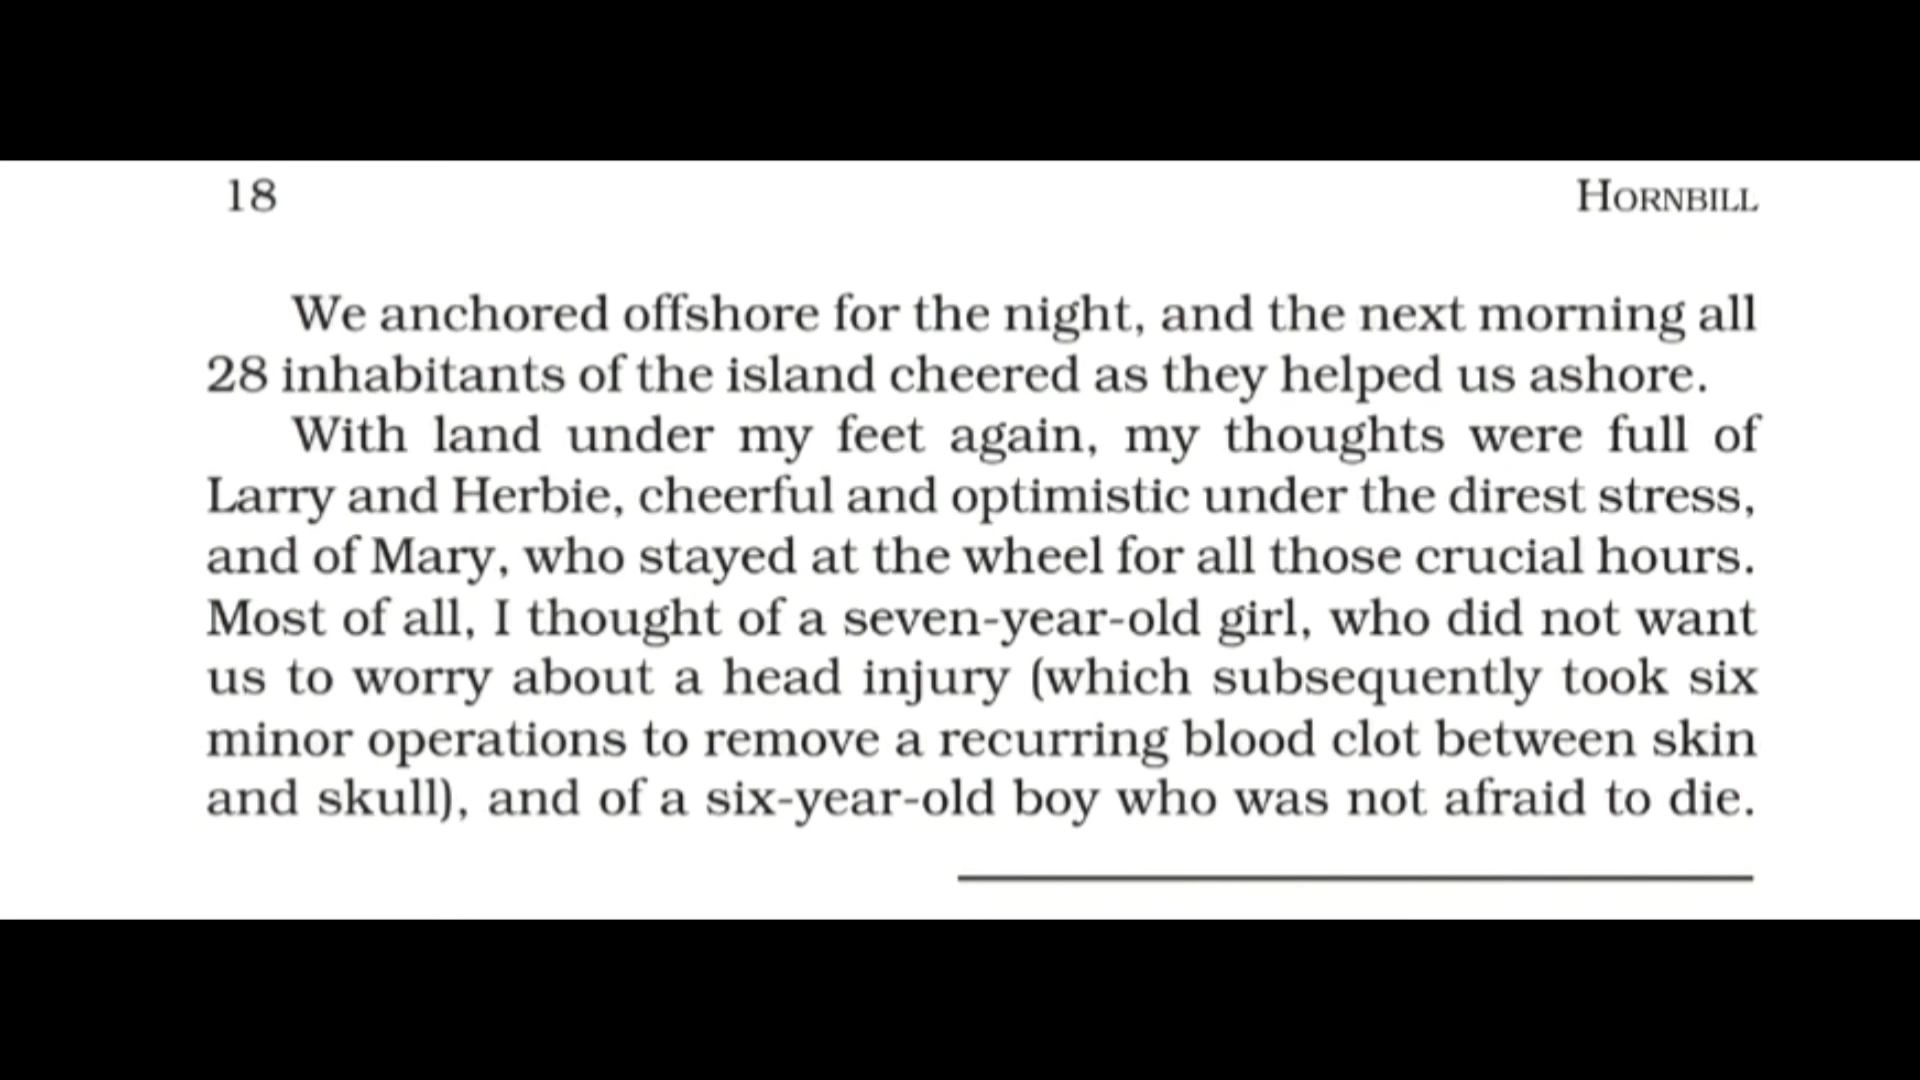 18 HORNBILL
We anchored offshore for the night, and the next morning all
28 inhabitants of the island cheered as they helped us ashore.
With land under my feet again, my thoughts were full of
Larry and Herbie, cheerful and optimistic under the direst stress,
and of Mary, who stayed at the wheel for all those crucial hours.
Most of all, I thought of a seven-year-old girl, who did not want
us to worry about a head injury (which subsequently took six
minor operations to remove a recurring blood clot between skin
and skull), and of a six-year-old boy who was not afraid to die.